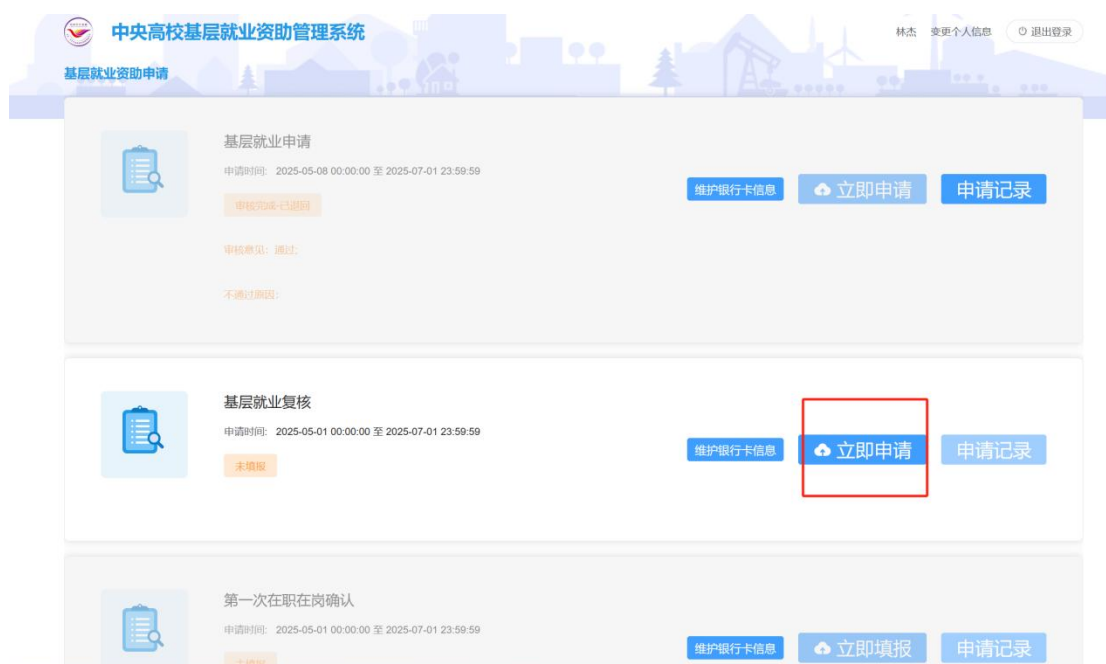 中央高校基层就业资助管理系统
林杰 变更个人信息 退出登录
基层就业资助申请
基层就业申请
申请时间: 2025-05-08 00:00:00 至 2025-07-01 23:59:59
维护银行卡信息 立即申请 申请记录
审核完成-已退回
审核意见: 通过;
不通过原因:
基层就业复核
申请时间: 2025-05-01 00:00:00 至 2025-07-01 23:59:59
维护银行卡信息 立即申请 申请记录
未填报
第一次在职在岗确认
申请时间: 2025-05-01 00:00:00 至 2025-07-01 23:59:59
维护银行卡信息 立即填报 申请记录
未填报